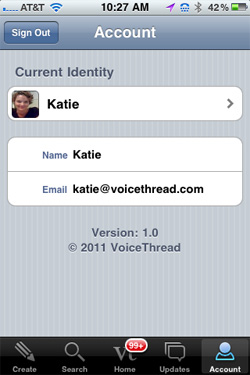 AT&T 10:27 AM 42%
Sign Out Account
Current Identity
Katie
Name Katie
Email katie@voicethread.com
Version: 1.0
© 2011 VoiceThread
99+
Create Search Home Updates Account